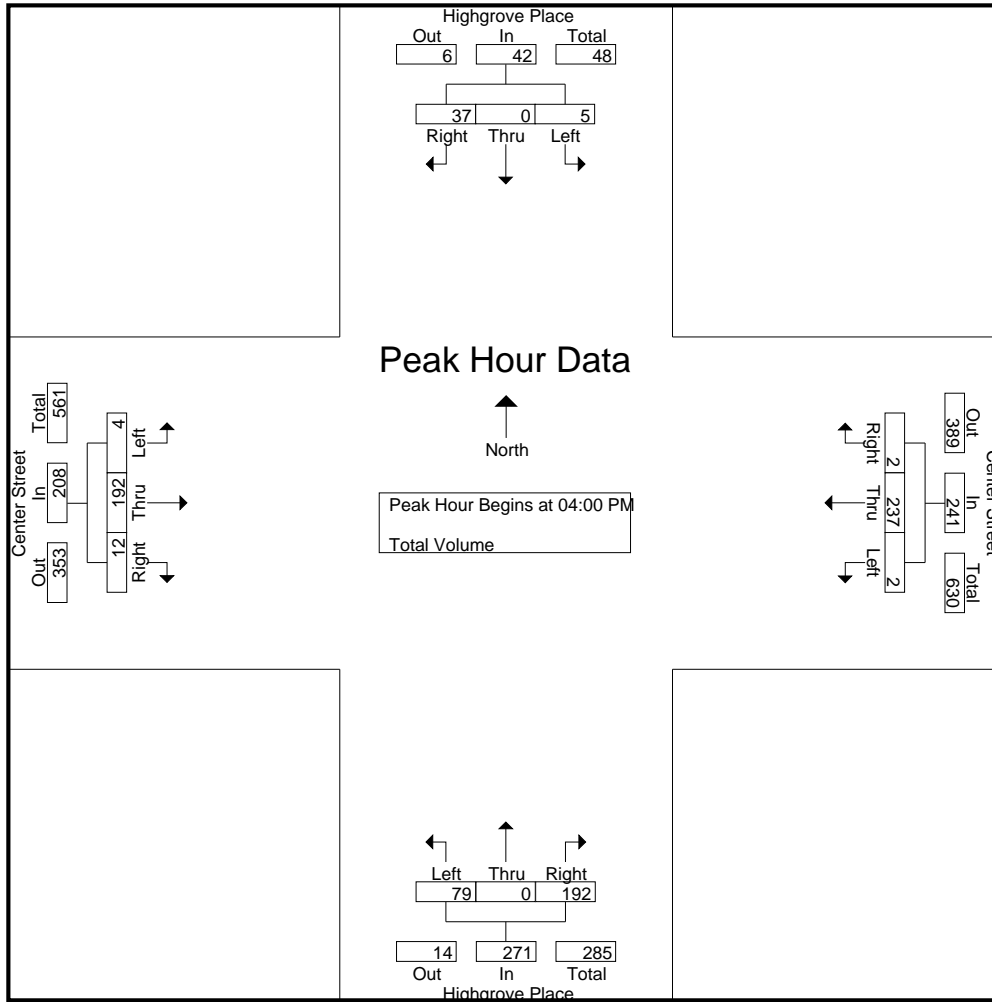 Highgrove Place
Out In Total
6 42 48
37 0 5
Right Thru Left
Peak Hour Data
North
Peak Hour Begins at 04:00 PM
Total Volume
Center Street
Total In Out
561 208 353
4 192 12
Left Thru Right
Center Street
Out In Total
389 241 630
2 237 2
Right Thru Left
Left Thru Right
79 0 192
14 271 285
Out In Total
Highgrove Place